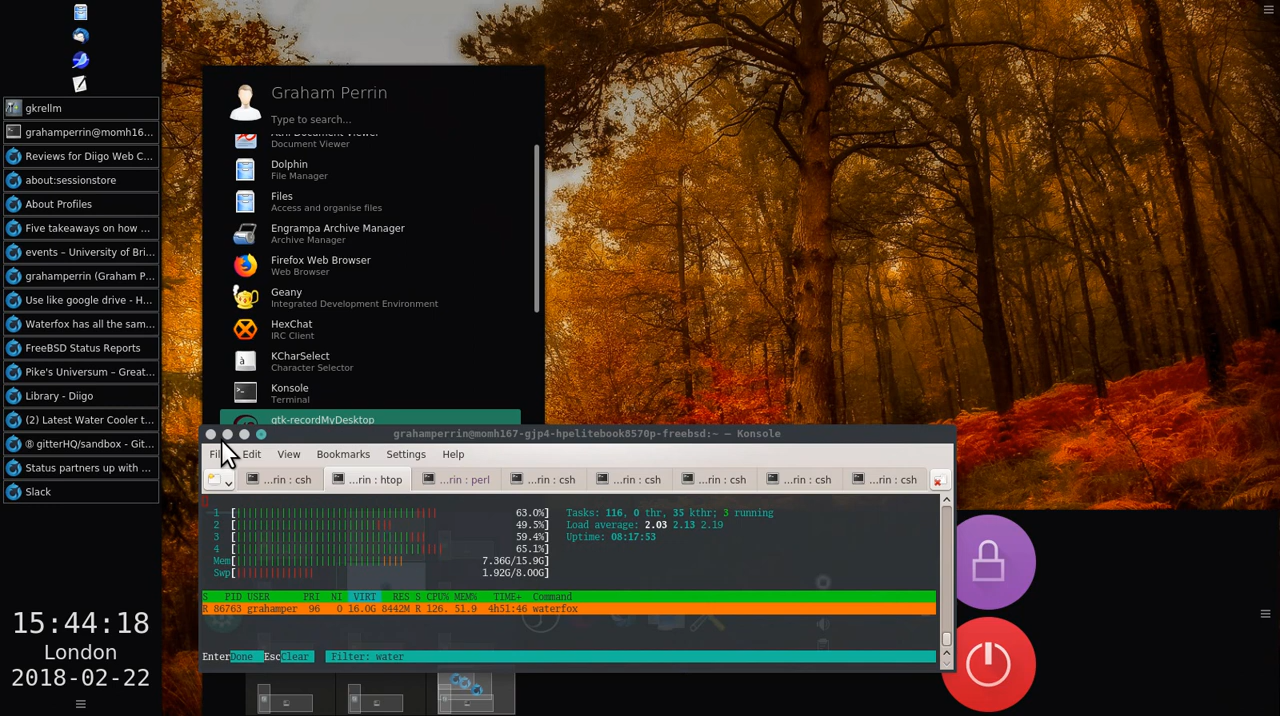 gkrellm
grahamperrin@momh16...
Reviews for Diigo Web C...
about:sessionstore
About Profiles
Five takeaways on how ...
events – University of Bri...
grahamperrin (Graham P...
Use like google drive - H...
Waterfox has all the sam...
FreeBSD Status Reports
Pike's Universum – Great...
Library - Diigo
(2) Latest Water Cooler t...
® gitterHQ/sandbox - Git...
Status partners up with ...
Slack
15:44:18
London
2018-02-22
Graham Perrin
Type to search...
Atril Document Viewer
Document Viewer
Dolphin
File Manager
Files
Access and organise files
Engrampa Archive Manager
Archive Manager
Firefox Web Browser
Web Browser
Geany
Integrated Development Environment
HexChat
IRC Client
KCharSelect
Character Selector
à
Konsole
Terminal
gtk-recordMyDesktop
grahamperrin@momh167-gjp4-hpelitebook8570p-freebsd:~ — Konsole
Edit View Bookmarks Settings Help
...rin : csh ...rin : htop ...rin : perl ...rin : csh ...rin : csh ...rin : csh ...rin : csh ...rin : csh
1 [ 63.0%] Tasks: 116, 0 thr, 35 kthr; 3 running
2 [ 49.5%] Load average: 2.03 2.13 2.19
3 [ 59.4%] Uptime: 08:17:53
4 [ 65.1%]
Mem[ 7.36G/15.9G]
Swp[ 1.92G/8.00G]
S PID USER PRI NI VIRT RES S CPU% MEM% TIME+ Command
R 86763 grahamper 96 0 16.0G 8442M R 126. 51.9 4h51:46 waterfox
EnterDone EscClear Filter: water